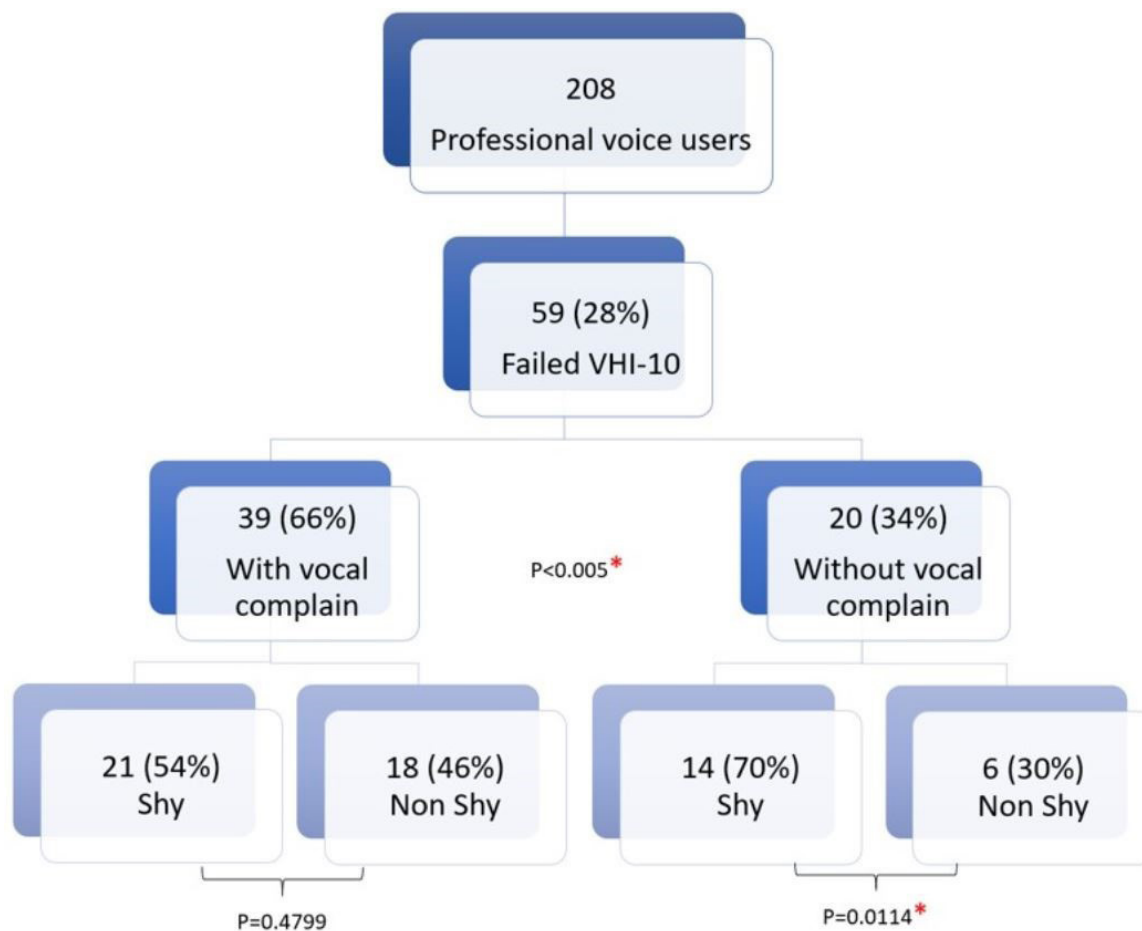 208
Professional voice users
59 (28%)
Failed VHI-10
39 (66%)
With vocal
complain
P<0.005*
20 (34%)
Without vocal
complain
21 (54%)
Shy
18 (46%)
Non Shy
14 (70%)
Shy
6 (30%)
Non Shy
P=0.4799
P=0.0114*